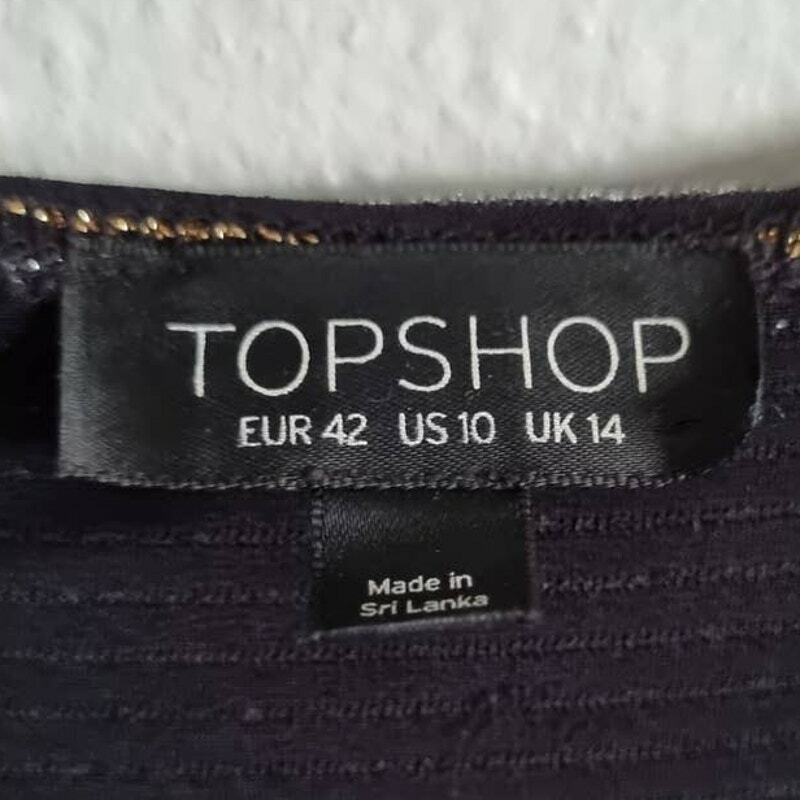 TOPSHOP
EUR 42 US 10 UK 14
Made in
Sri Lanka